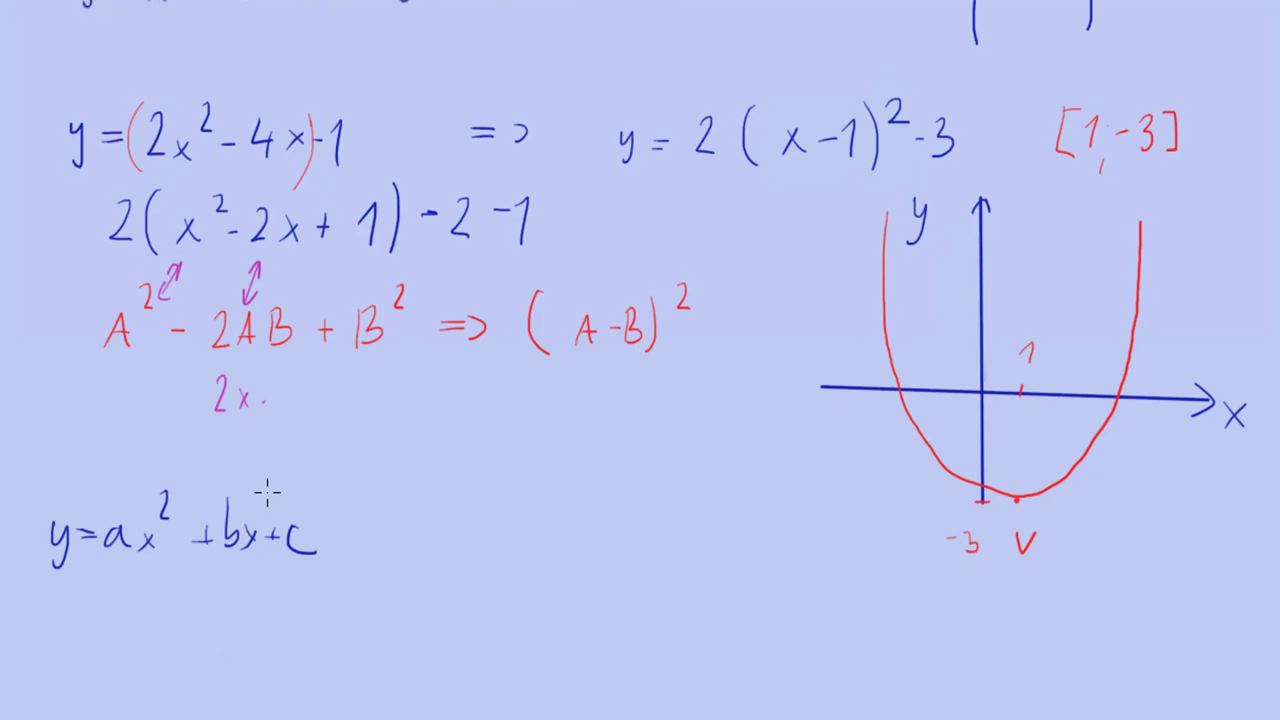 y = (2x² - 4x) - 1 => y = 2 ( x - 1 )² - 3 [1, -3]
2( x² - 2x + 1) - 2 - 1
y
A² - 2AB + B² => ( A - B )²
1
2x ·
x
y = ax² + bx + c
-3 V